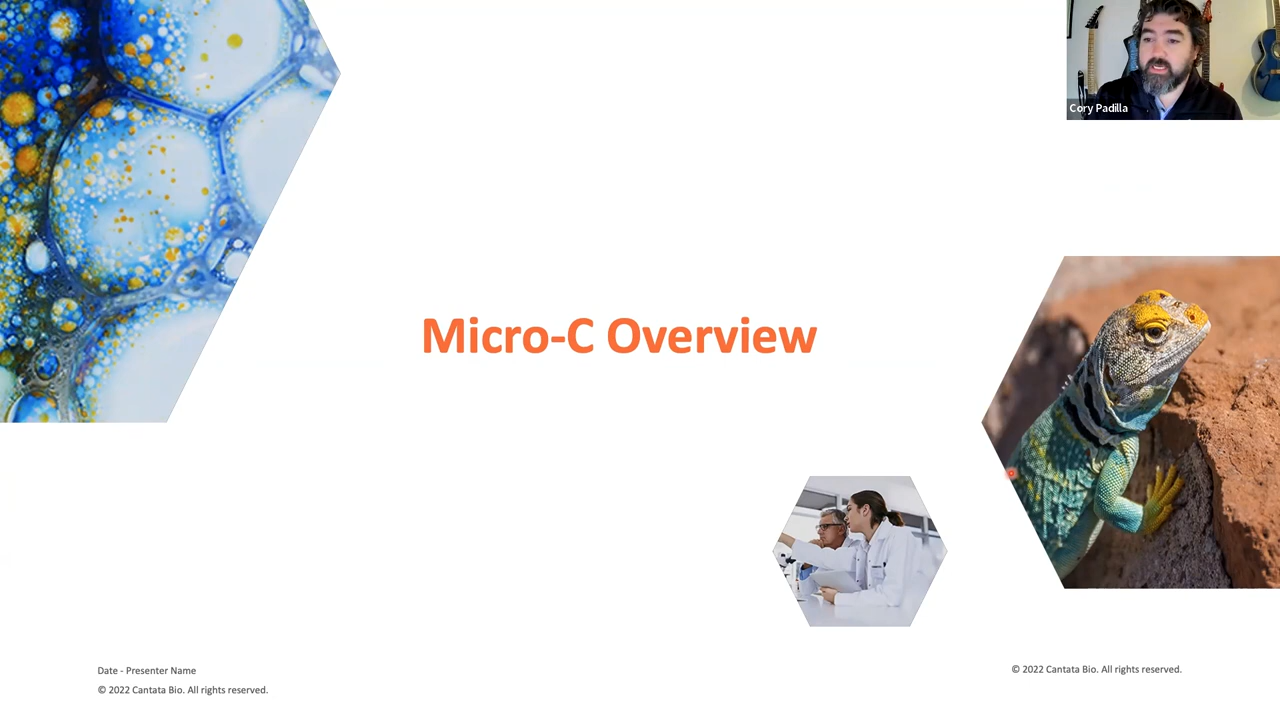 Cory Padilla
Micro-C Overview
Date - Presenter Name
© 2022 Cantata Bio. All rights reserved.
© 2022 Cantata Bio. All rights reserved.